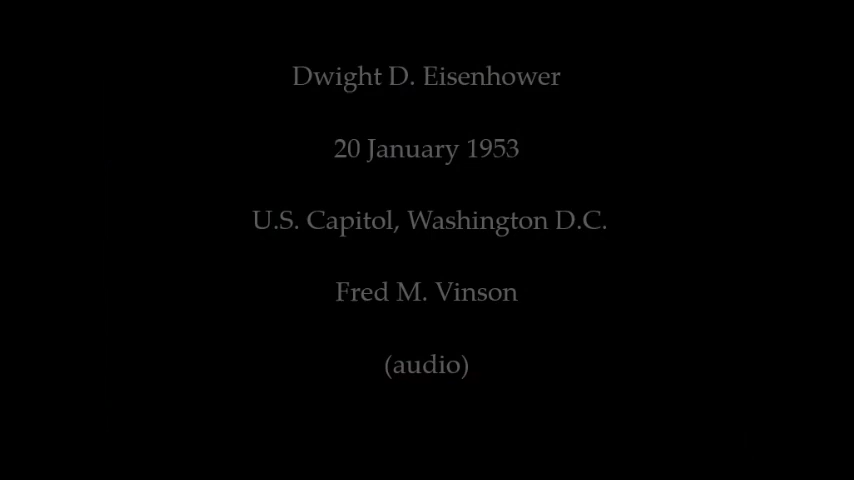 Dwight D. Eisenhower
20 January 1953
U.S. Capitol, Washington D.C.
Fred M. Vinson
(audio)